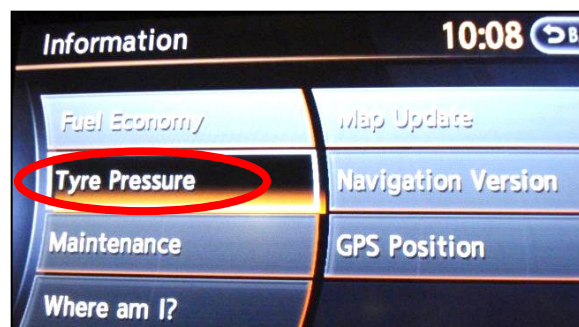 Information
10:08
B
Fuel Economy
Map Update
Tyre Pressure
Navigation Version
Maintenance
GPS Position
Where am I?